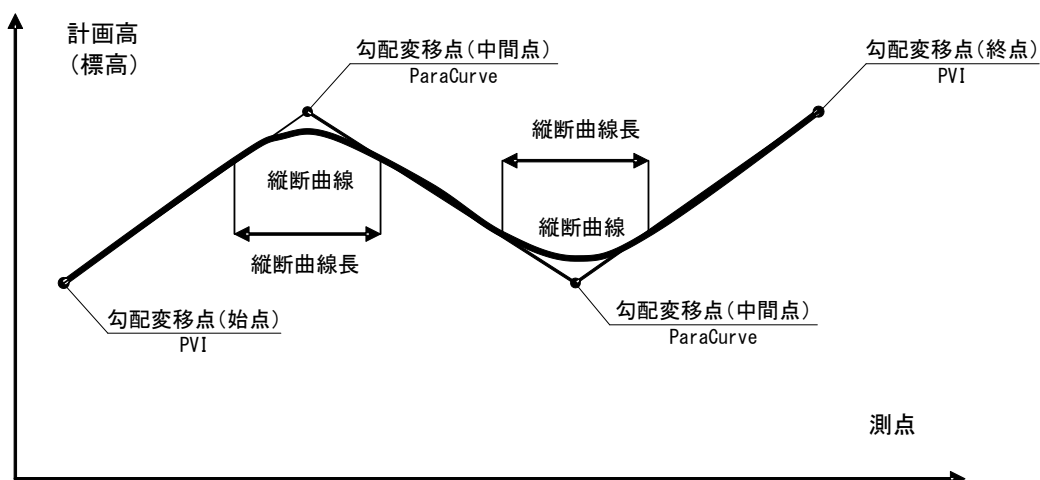 計画高
（標高）
勾配変移点（中間点）
ParaCurve
勾配変移点（終点）
PVI
縦断曲線長
縦断曲線
縦断曲線
縦断曲線長
勾配変移点（始点）
PVI
勾配変移点（中間点）
ParaCurve
測点